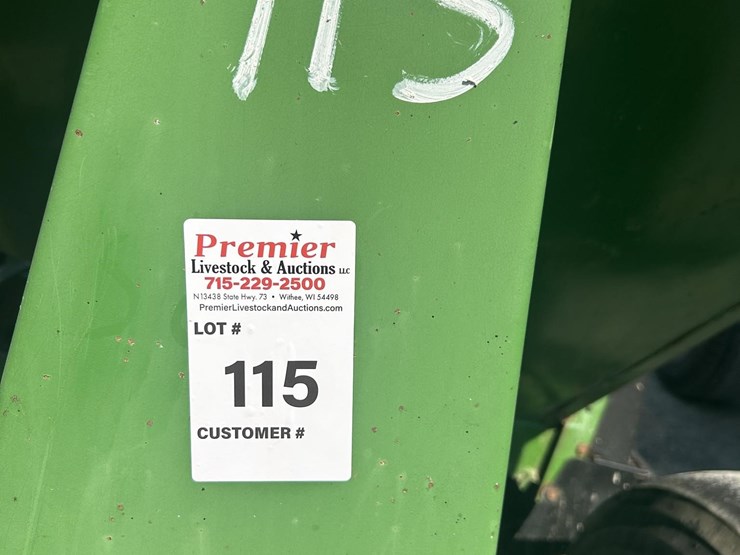 115
Premier
Livestock & Auctions LLC
715-229-2500
N13438 State Hwy. 73 • Withee, WI 54498
PremierLivestockandAuctions.com
LOT #
115
CUSTOMER #